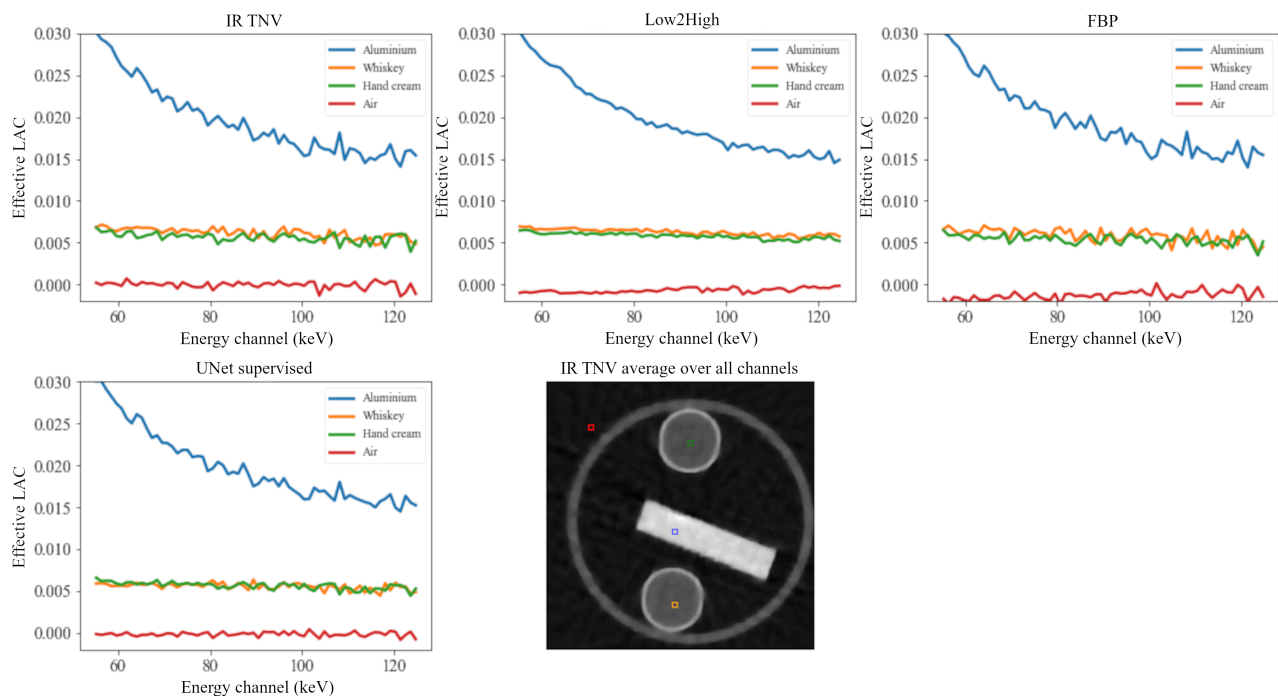 IR TNV
Low2High
FBP
0.030
0.025
0.020
0.015
0.010
0.005
0.000
Effective LAC
Aluminium
Whiskey
Hand cream
Air
60
80
100
120
Energy channel (keV)
0.030
0.025
0.020
0.015
0.010
0.005
0.000
Effective LAC
Aluminium
Whiskey
Hand cream
Air
60
80
100
120
Energy channel (keV)
0.030
0.025
0.020
0.015
0.010
0.005
0.000
Effective LAC
Aluminium
Whiskey
Hand cream
Air
60
80
100
120
Energy channel (keV)
UNet supervised
IR TNV average over all channels
0.030
0.025
0.020
0.015
0.010
0.005
0.000
Effective LAC
Aluminium
Whiskey
Hand cream
Air
60
80
100
120
Energy channel (keV)